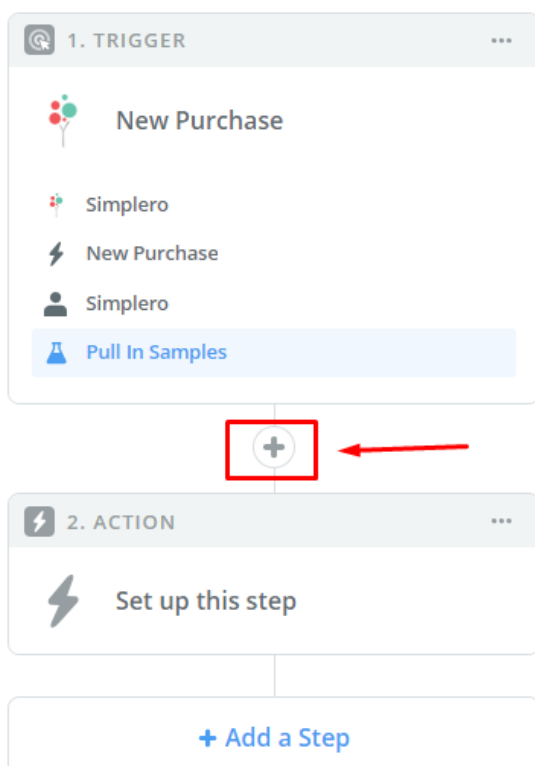 1. TRIGGER
New Purchase
Simplero
New Purchase
Simplero
Pull In Samples
2. ACTION
Set up this step
+ Add a Step